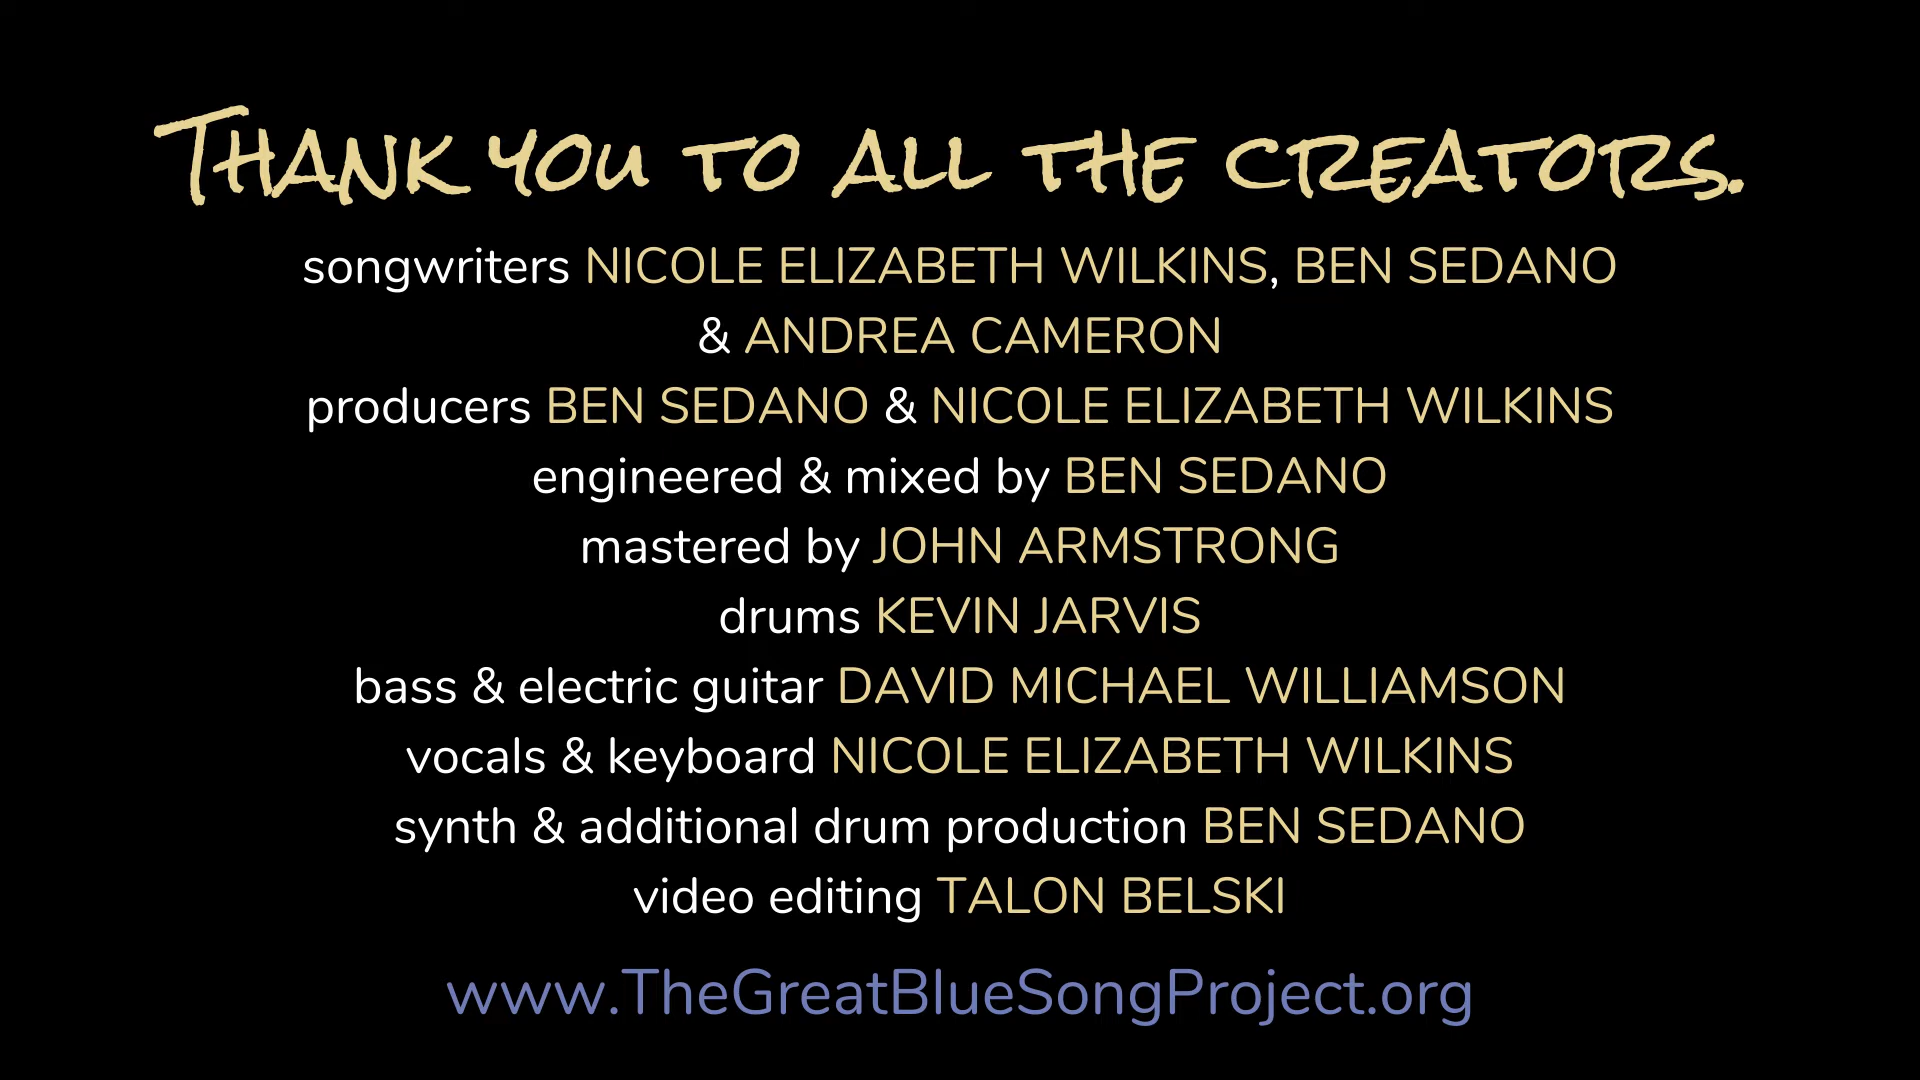 Thank you to all the creators.
songwriters NICOLE ELIZABETH WILKINS, BEN SEDANO
& ANDREA CAMERON
producers BEN SEDANO & NICOLE ELIZABETH WILKINS
engineered & mixed by BEN SEDANO
mastered by JOHN ARMSTRONG
drums KEVIN JARVIS
bass & electric guitar DAVID MICHAEL WILLIAMSON
vocals & keyboard NICOLE ELIZABETH WILKINS
synth & additional drum production BEN SEDANO
video editing TALON BELSKI
www.TheGreatBlueSongProject.org